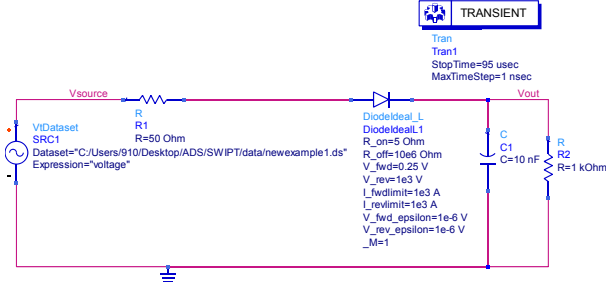 TRANSIENT
Tran
Tran1
StopTime=95 usec
MaxTimeStep=1 nsec
Vsource
Vout
VtDataset
SRC1
Dataset="C:/Users/910/Desktop/ADS/SWIPT/data/newexample1.ds"
Expression="voltage"
R
R1
R=50 Ohm
DiodeIdeal_L
DiodeIdealL1
R_on=5 Ohm
R_off=10e6 Ohm
V_fwd=0.25 V
V_rev=1e3 V
I_fwdlimit=1e3 A
I_revlimit=1e3 A
V_fwd_epsilon=1e-6 V
V_rev_epsilon=1e-6 V
_M=1
C
C1
C=10 nF
R
R2
R=1 kOhm